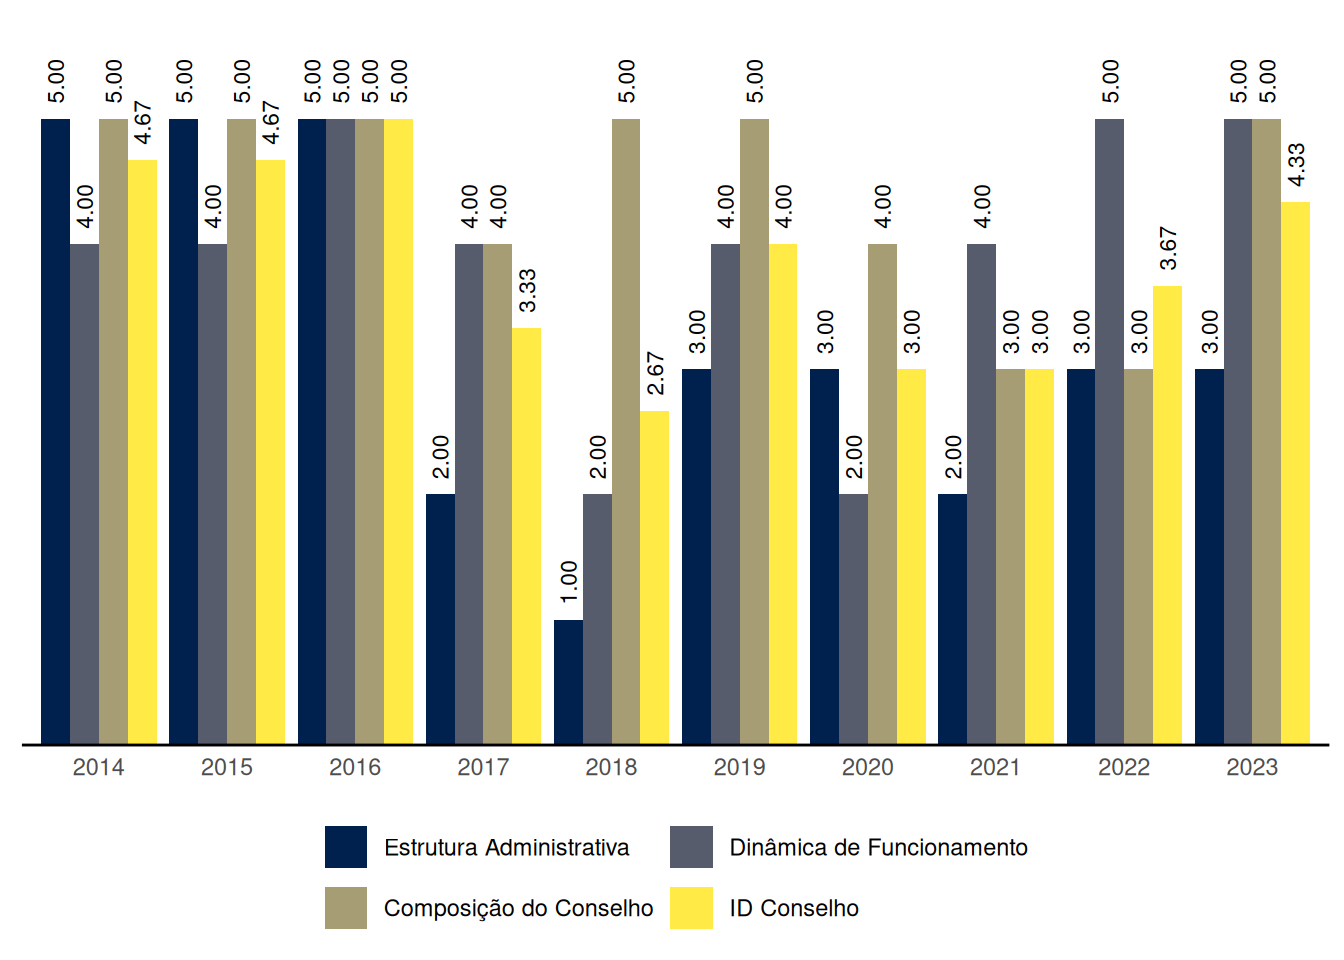 5.00 4.00 5.00 4.67 5.00 4.00 5.00 4.67 5.00 5.00 5.00 5.00 2.00 4.00 4.00 3.33 1.00 2.00 5.00 2.67 3.00 4.00 5.00 4.00 3.00 2.00 4.00 3.00 2.00 4.00 3.00 3.00 3.00 5.00 3.00 3.67 3.00 5.00 5.00 4.33
2014 2015 2016 2017 2018 2019 2020 2021 2022 2023
Estrutura Administrativa Dinâmica de Funcionamento
Composição do Conselho ID Conselho